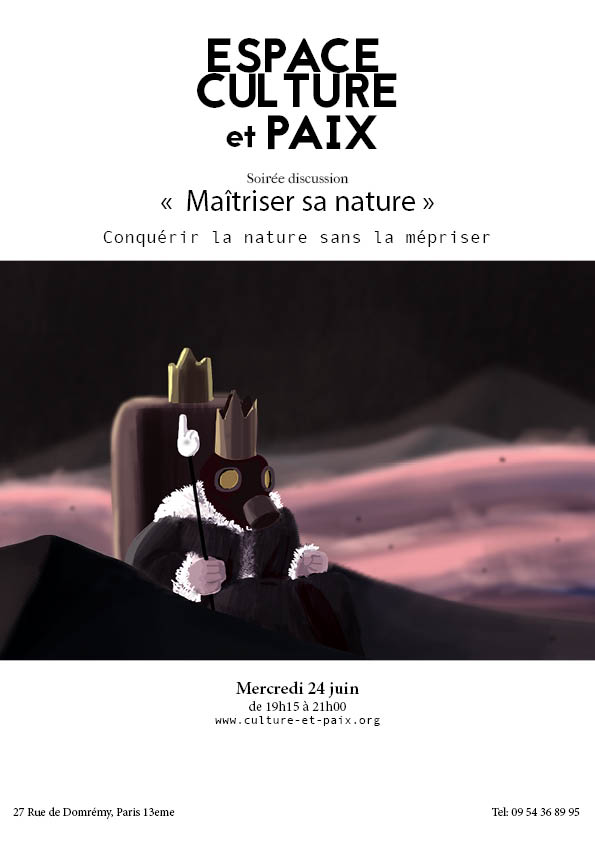 ESPACE
CULTURE
et PAIX
Soirée discussion
« Maîtriser sa nature »
Conquérir la nature sans la mépriser
Mercredi 24 juin
de 19h15 à 21h00
www.culture-et-paix.org
27 Rue de Domrémy, Paris 13eme
Tel: 09 54 36 89 95